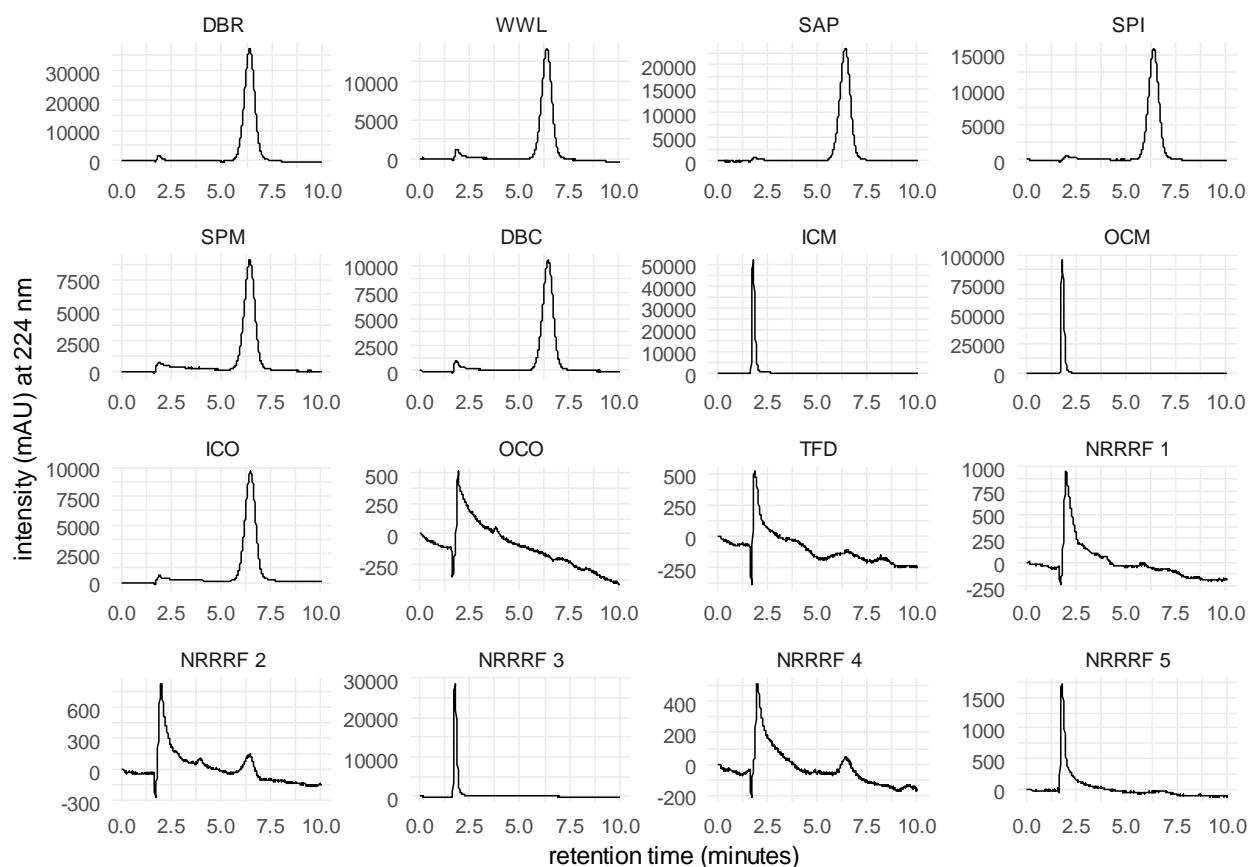 DBR WWL SAP SPI
30000 10000 20000 15000
20000 15000 10000
10000 5000 10000 5000
5000
0 0 0 0
0.0 2.5 5.0 7.5 10.0 0.0 2.5 5.0 7.5 10.0 0.0 2.5 5.0 7.5 10.0 0.0 2.5 5.0 7.5 10.0
SPM DBC ICM OCM
7500 10000 50000 100000
5000 7500 40000 75000
2500 5000 30000 50000
2500 20000 25000
10000
0 0 0 0
0.0 2.5 5.0 7.5 10.0 0.0 2.5 5.0 7.5 10.0 0.0 2.5 5.0 7.5 10.0 0.0 2.5 5.0 7.5 10.0
intensity (mAU) at 224 nm
ICO OCO TFD NRRRF 1
10000 500 500 1000
7500 250 250 750
5000 0 0 500
2500 -250 -250 250
0 0
-250
0.0 2.5 5.0 7.5 10.0 0.0 2.5 5.0 7.5 10.0 0.0 2.5 5.0 7.5 10.0 0.0 2.5 5.0 7.5 10.0
NRRRF 2 NRRRF 3 NRRRF 4 NRRRF 5
600 30000 400 1500
300 20000 200 1000
0 10000 0 500
-300 0 -200 0
0.0 2.5 5.0 7.5 10.0 0.0 2.5 5.0 7.5 10.0 0.0 2.5 5.0 7.5 10.0 0.0 2.5 5.0 7.5 10.0
retention time (minutes)